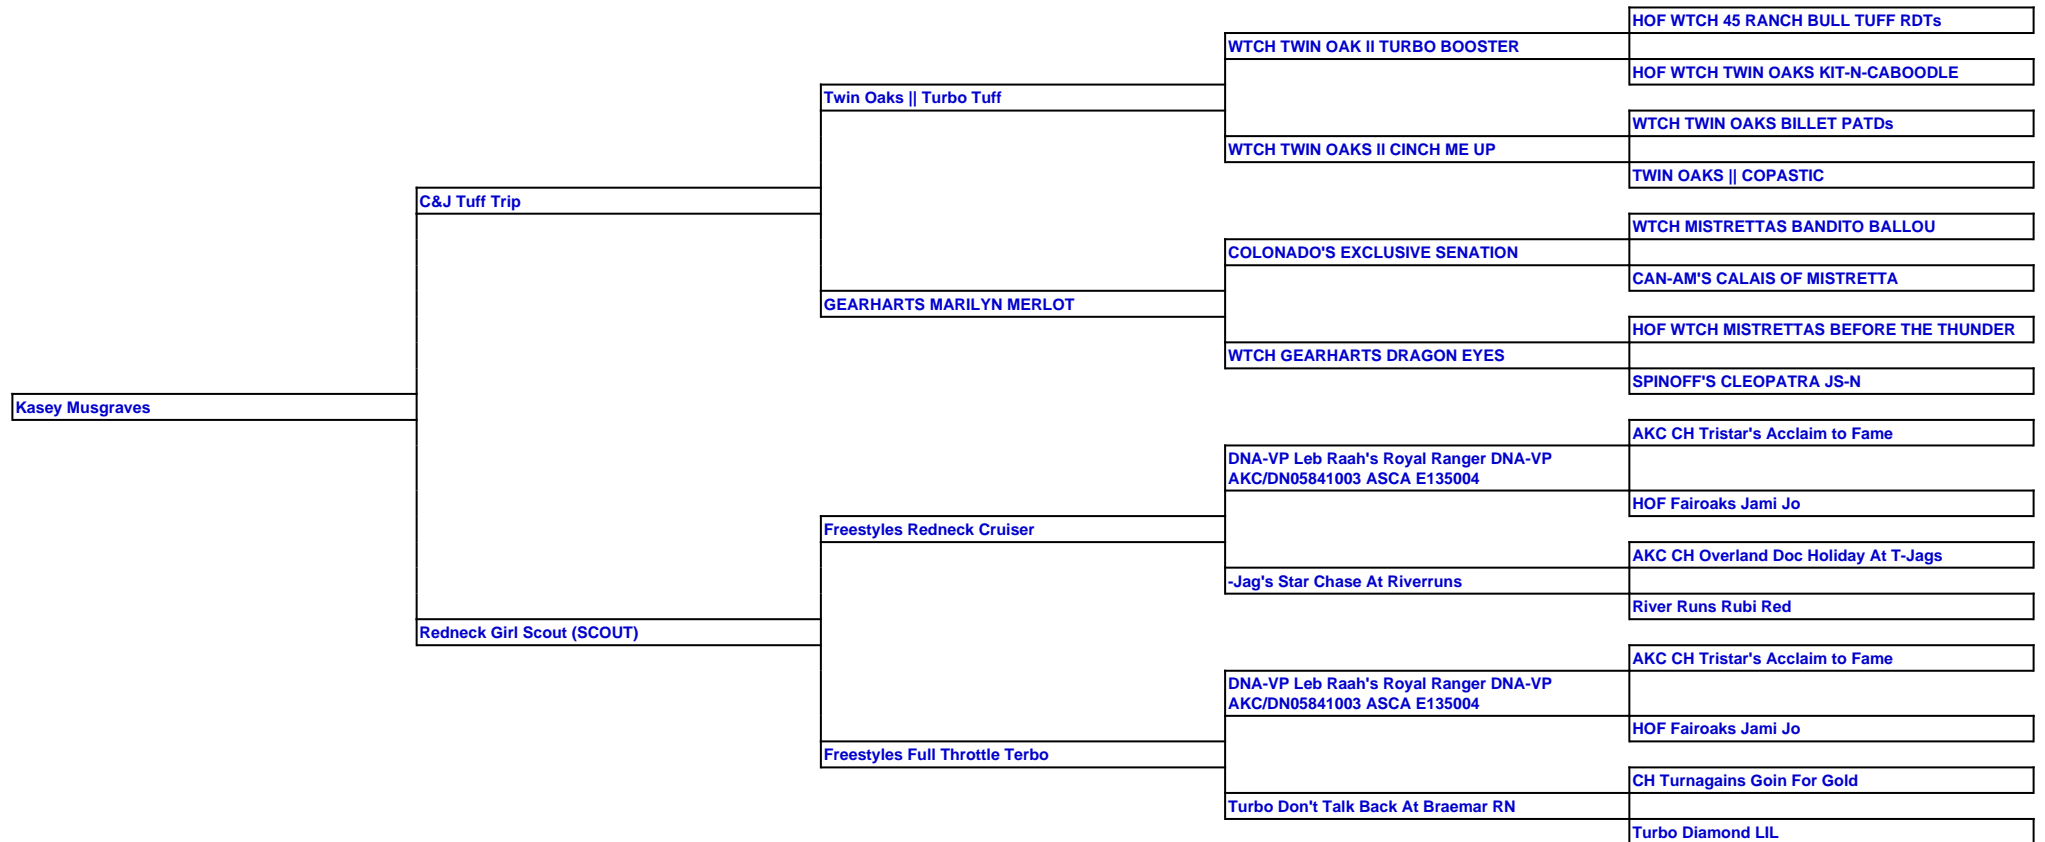 HOF WTCH 45 RANCH BULL TUFF RDTs
WTCH TWIN OAK II TURBO BOOSTER
HOF WTCH TWIN OAKS KIT-N-CABOODLE
Twin Oaks || Turbo Tuff
WTCH TWIN OAKS BILLET PATDs
WTCH TWIN OAKS II CINCH ME UP
TWIN OAKS || COPASTIC
C&J Tuff Trip
WTCH MISTRETTAS BANDITO BALLOU
COLONADO'S EXCLUSIVE SENATION
CAN-AM'S CALAIS OF MISTRETTA
GEARHARTS MARILYN MERLOT
HOF WTCH MISTRETTAS BEFORE THE THUNDER
WTCH GEARHARTS DRAGON EYES
SPINOFF'S CLEOPATRA JS-N
Kasey Musgraves
AKC CH Tristar's Acclaim to Fame
DNA-VP Leb Raah's Royal Ranger DNA-VP
AKC/DN05841003 ASCA E135004
HOF Fairoaks Jami Jo
Freestyles Redneck Cruiser
AKC CH Overland Doc Holiday At T-Jags
-Jag's Star Chase At Riverruns
River Runs Rubi Red
Redneck Girl Scout (SCOUT)
AKC CH Tristar's Acclaim to Fame
DNA-VP Leb Raah's Royal Ranger DNA-VP
AKC/DN05841003 ASCA E135004
HOF Fairoaks Jami Jo
Freestyles Full Throttle Terbo
CH Turnagains Goin For Gold
Turbo Don't Talk Back At Braemar RN
Turbo Diamond LIL